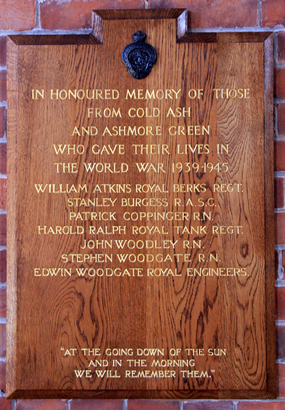 IN HONOURED MEMORY OF THOSE
FROM COLD ASH
AND ASHMORE GREEN
WHO GAVE THEIR LIVES IN
THE WORLD WAR 1939-1945
WILLIAM ATKINS ROYAL BERKS REGT.
STANLEY BURGESS R.A.S.C.
PATRICK COPPINGER R.N.
HAROLD RALPH ROYAL TANK REGT.
JOHN WOODLEY R.N.
STEPHEN WOODGATE R.N.
EDWIN WOODGATE ROYAL ENGINEERS.
"AT THE GOING DOWN OF THE SUN
AND IN THE MORNING
WE WILL REMEMBER THEM."